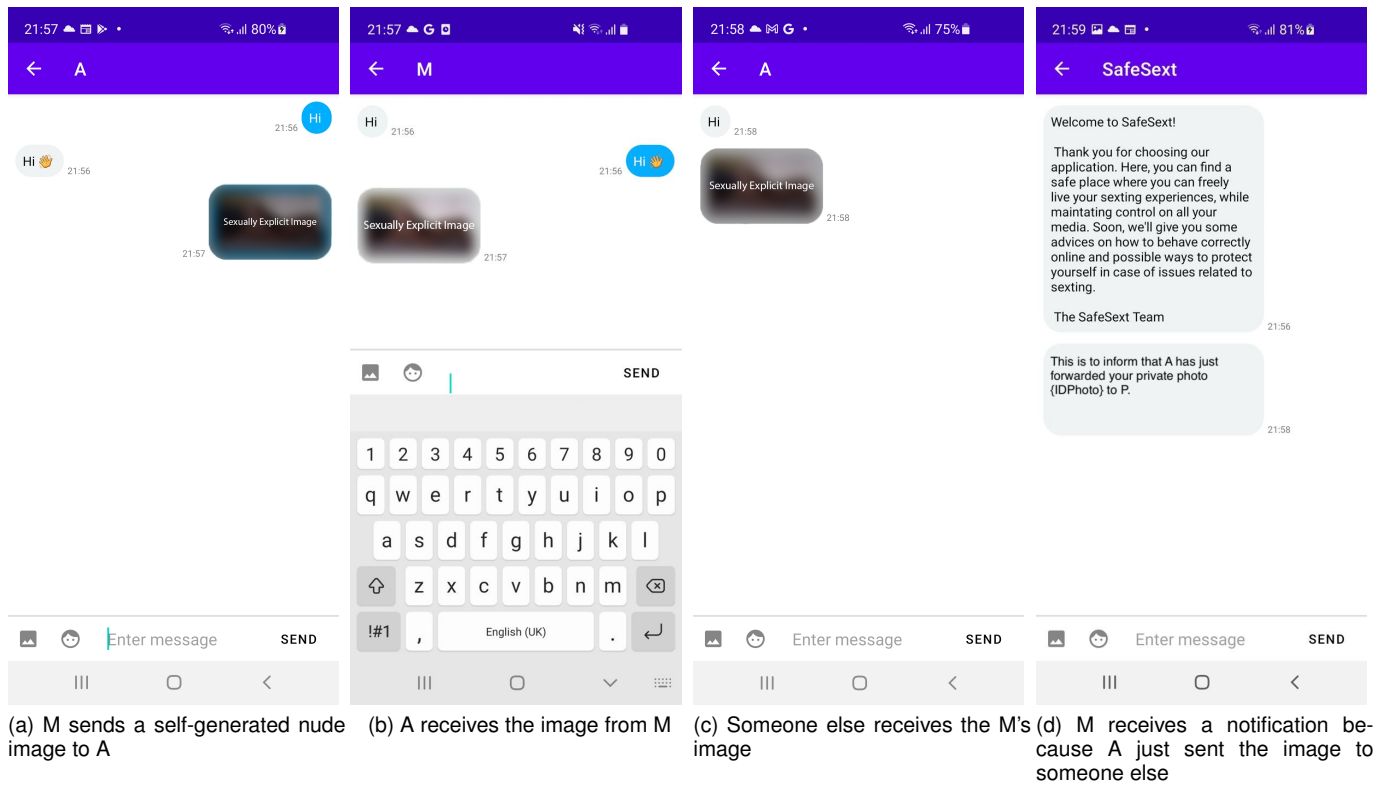 21:57
80%
A
Hi
21:56
Hi 👋
21:56
Sexually Explicit Image
21:57
Enter message
SEND
(a) M sends a self-generated nude
image to A
21:57
M
Hi
21:56
Hi 👋
21:56
Sexually Explicit Image
21:57
SEND
1 2 3 4 5 6 7 8 9 0
q w e r t y u i o p
a s d f g h j k l
z x c v b n m
!#1 , English (UK) .
(b) A receives the image from M
21:58
75%
A
Hi
21:58
Sexually Explicit Image
21:58
Enter message
SEND
(c) Someone else receives the M's
image
21:59
81%
SafeSext
Welcome to SafeSext!
Thank you for choosing our
application. Here, you can find a
safe place where you can freely
live your sexting experiences, while
maintating control on all your
media. Soon, we'll give you some
advices on how to behave correctly
online and possible ways to protect
yourself in case of issues related to
sexting.
The SafeSext Team
21:56
This is to inform that A has just
forwarded your private photo
{IDPhoto} to P.
21:58
Enter message
SEND
(d) M receives a notification be-
cause A just sent the image to
someone else